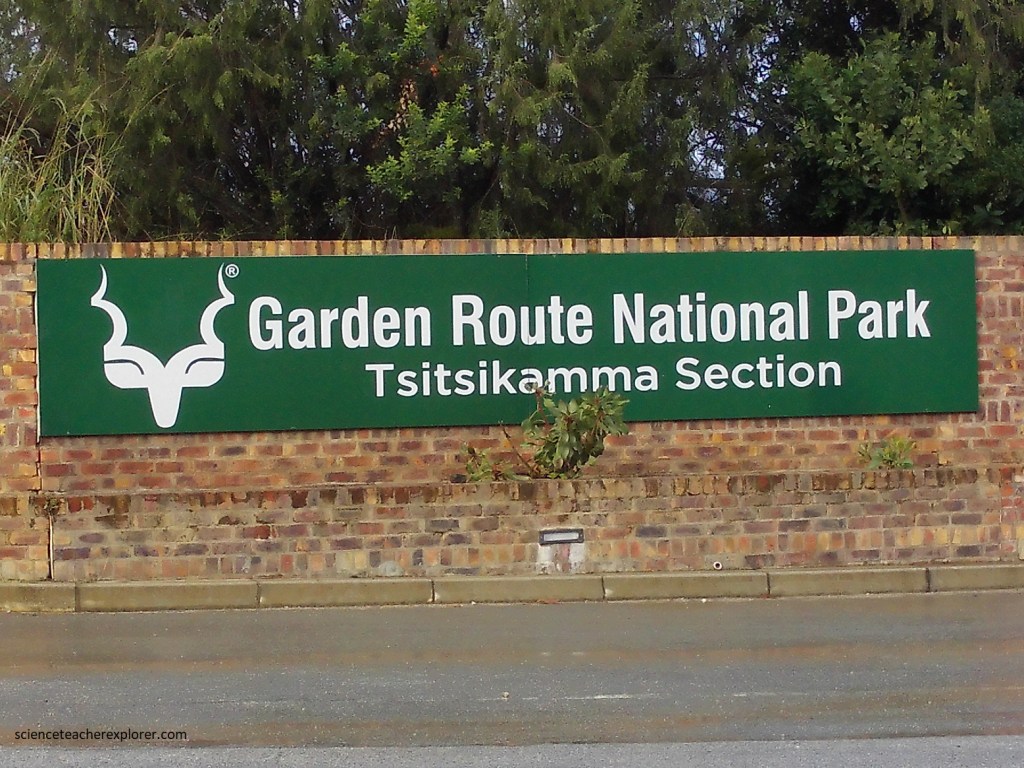 ®
Garden Route National Park
Tsitsikamma Section
scienceteacherexplorer.com